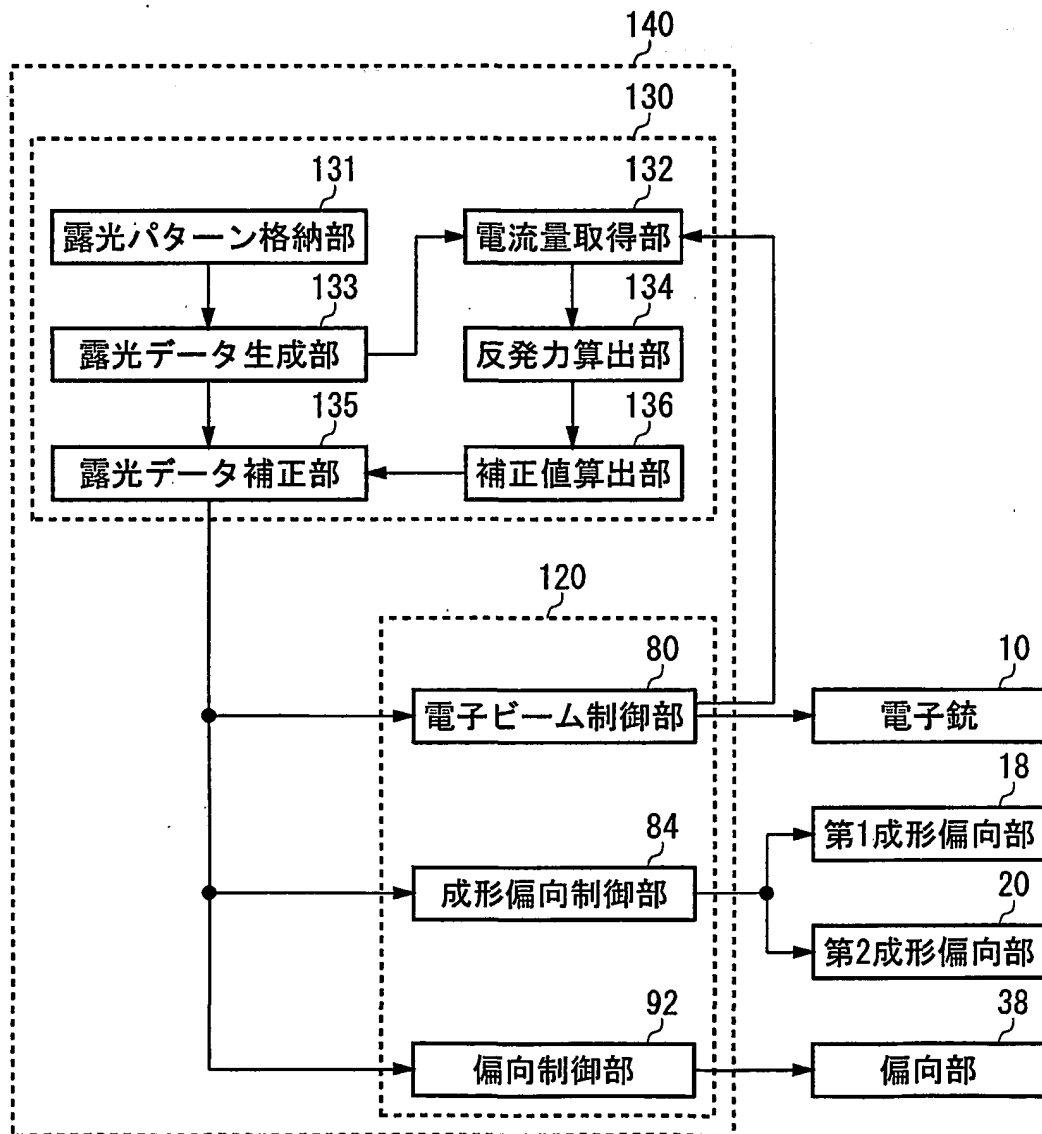 140
130
131
132
露光パターン格納部
電流量取得部
133
134
露光データ生成部
反発力算出部
135
136
露光データ補正部
補正値算出部
120
80
10
電子ビーム制御部
電子銃
18
第1成形偏向部
84
成形偏向制御部
20
第2成形偏向部
92
38
偏向制御部
偏向部